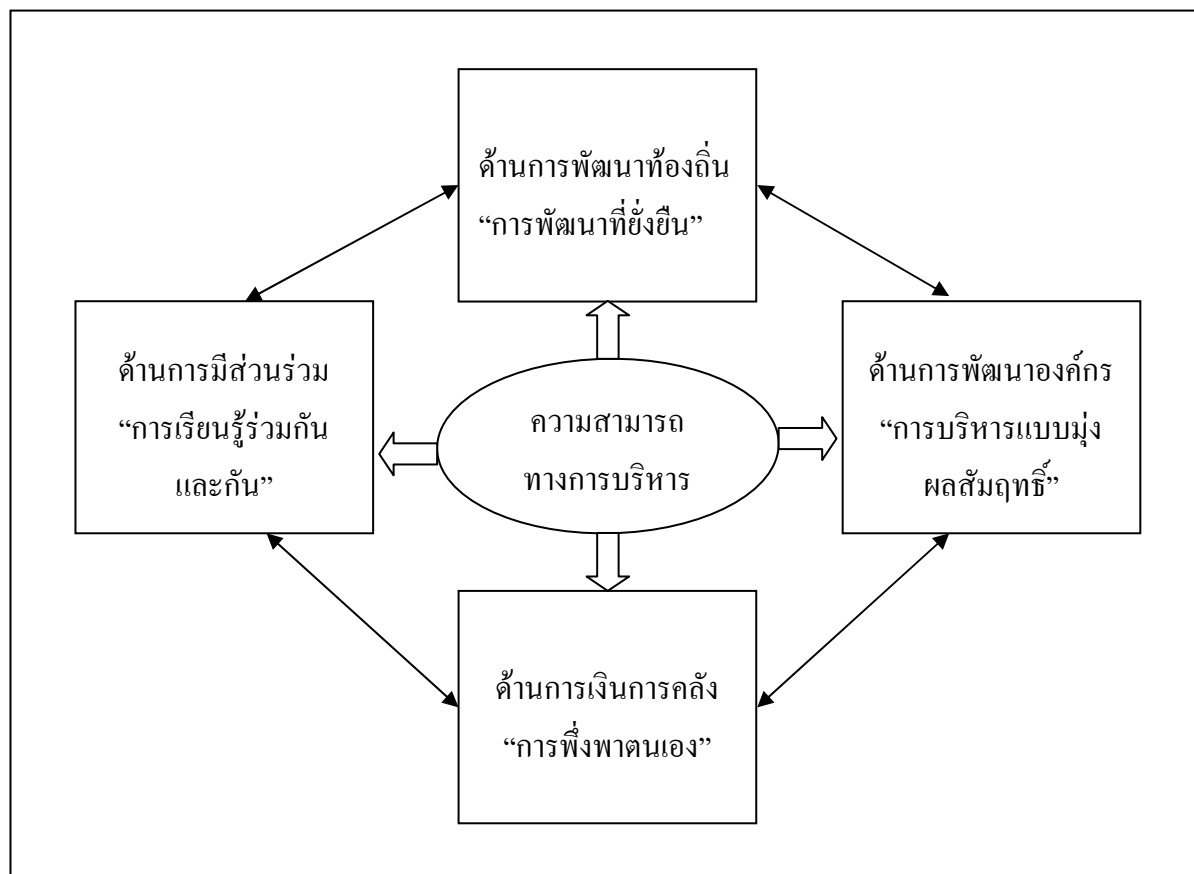 ด้านการพัฒนาท้องถิ่น
“การพัฒนาที่ยั่งยืน”
ด้านการมีส่วนร่วม
“การเรียนรู้ร่วมกัน
และกัน”
ความสามารถ
ทางการบริหาร
ด้านการพัฒนาองค์กร
“การบริหารแบบมุ่ง
ผลสัมฤทธิ์”
ด้านการเงินการคลัง
“การพึ่งพาตนเอง”